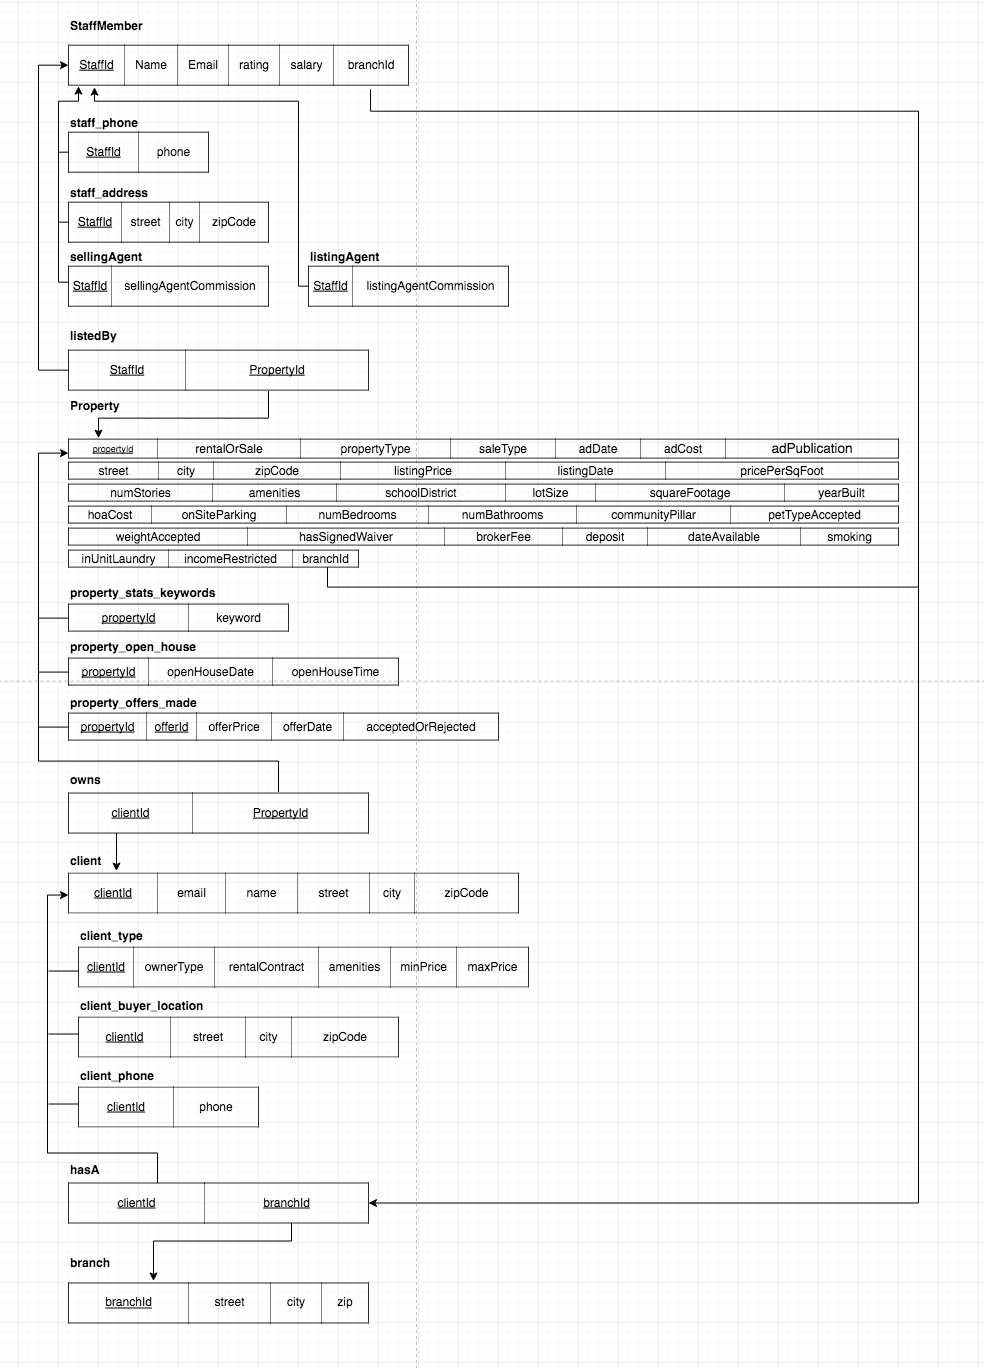 StaffMember
StaffId Name Email rating salary branchId
staff_phone
StaffId phone
staff_address
StaffId street city zipCode
sellingAgent listingAgent
StaffId sellingAgentCommission StaffId listingAgentCommission
listedBy
StaffId PropertyId
Property
propertyId rentalOrSale propertyType saleType adDate adCost adPublication
street city zipCode listingPrice listingDate pricePerSqFoot
numStories amenities schoolDistrict lotSize squareFootage yearBuilt
hoaCost onSiteParking numBedrooms numBathrooms communityPillar petTypeAccepted
weightAccepted hasSignedWaiver brokerFee deposit dateAvailable smoking
inUnitLaundry incomeRestricted branchId
property_stats_keywords
propertyId keyword
property_open_house
propertyId openHouseDate openHouseTime
property_offers_made
propertyId offerId offerPrice offerDate acceptedOrRejected
owns
clientId PropertyId
client
clientId email name street city zipCode
client_type
clientId ownerType rentalContract amenities minPrice maxPrice
client_buyer_location
clientId street city zipCode
client_phone
clientId phone
hasA
clientId branchId
branch
branchId street city zip